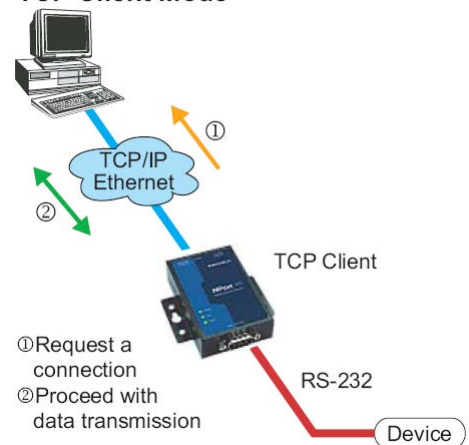 TCP Client Mode
①
TCP/IP
Ethernet
②
NPort
TCP Client
①Request a
connection
②Proceed with
data transmission
RS-232
Device